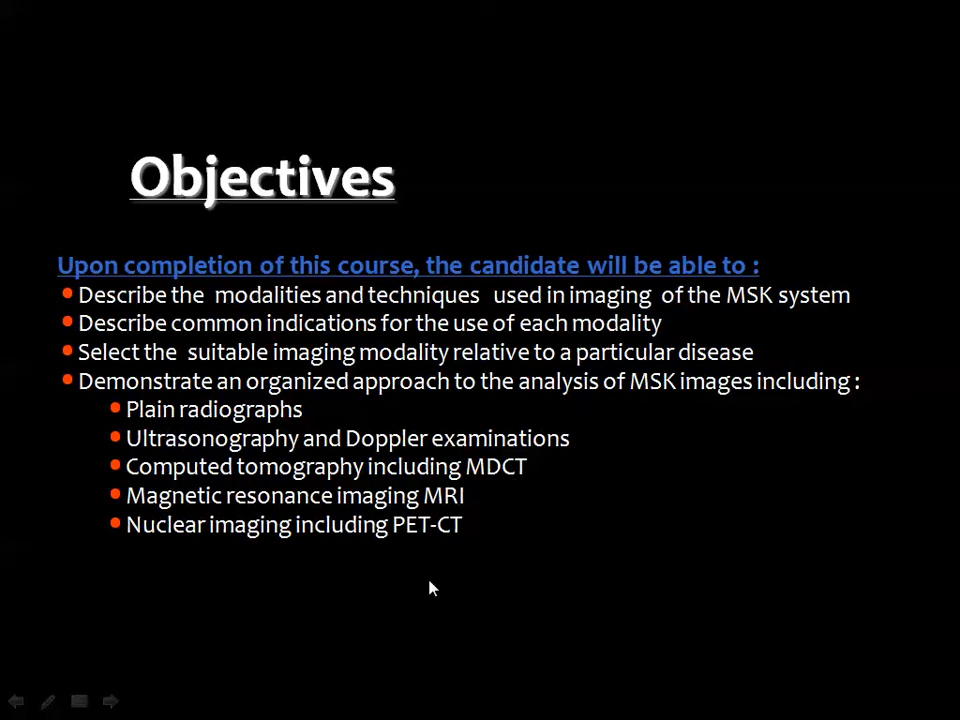 Objectives
Upon completion of this course, the candidate will be able to :
• Describe the modalities and techniques used in imaging of the MSK system
• Describe common indications for the use of each modality
• Select the suitable imaging modality relative to a particular disease
• Demonstrate an organized approach to the analysis of MSK images including :
• Plain radiographs
• Ultrasonography and Doppler examinations
• Computed tomography including MDCT
• Magnetic resonance imaging MRI
• Nuclear imaging including PET-CT